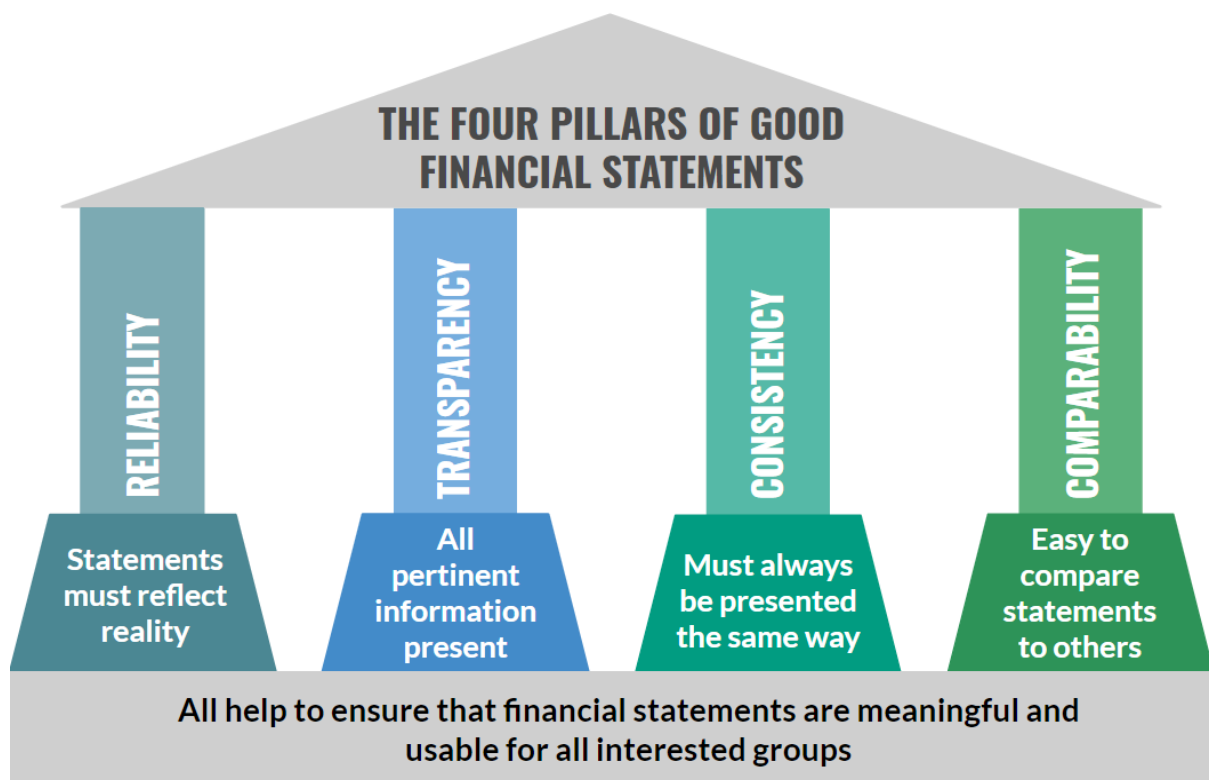 THE FOUR PILLARS OF GOOD
FINANCIAL STATEMENTS
RELIABILITY
Statements
must reflect
reality
TRANSPARENCY
All
pertinent
information
present
CONSISTENCY
Must always
be presented
the same way
COMPARABILITY
Easy to
compare
statements
to others
All help to ensure that financial statements are meaningful and
usable for all interested groups